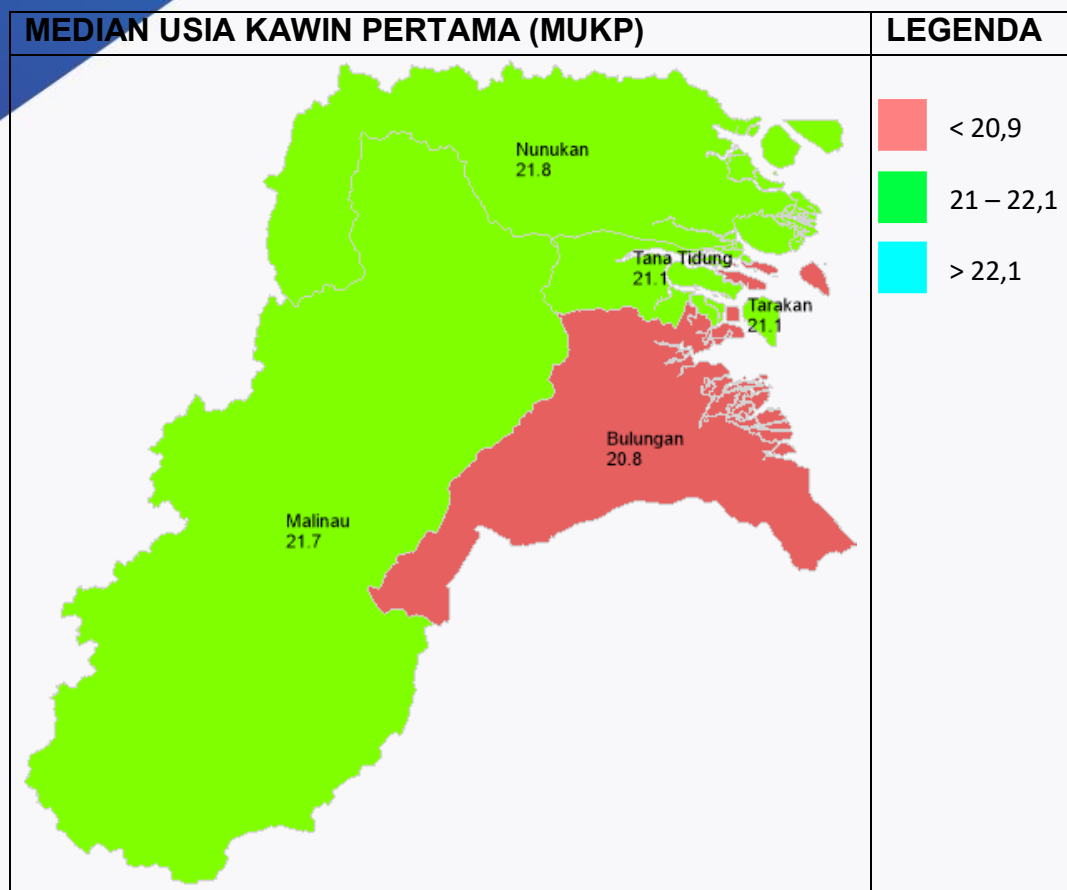 MEDIAN USIA KAWIN PERTAMA (MUKP)
LEGENDA
< 20,9
21 – 22,1
> 22,1
Nunukan
21.8
Tana Tidung
21.1
Tarakan
21.1
Bulungan
20.8
Malinau
21.7